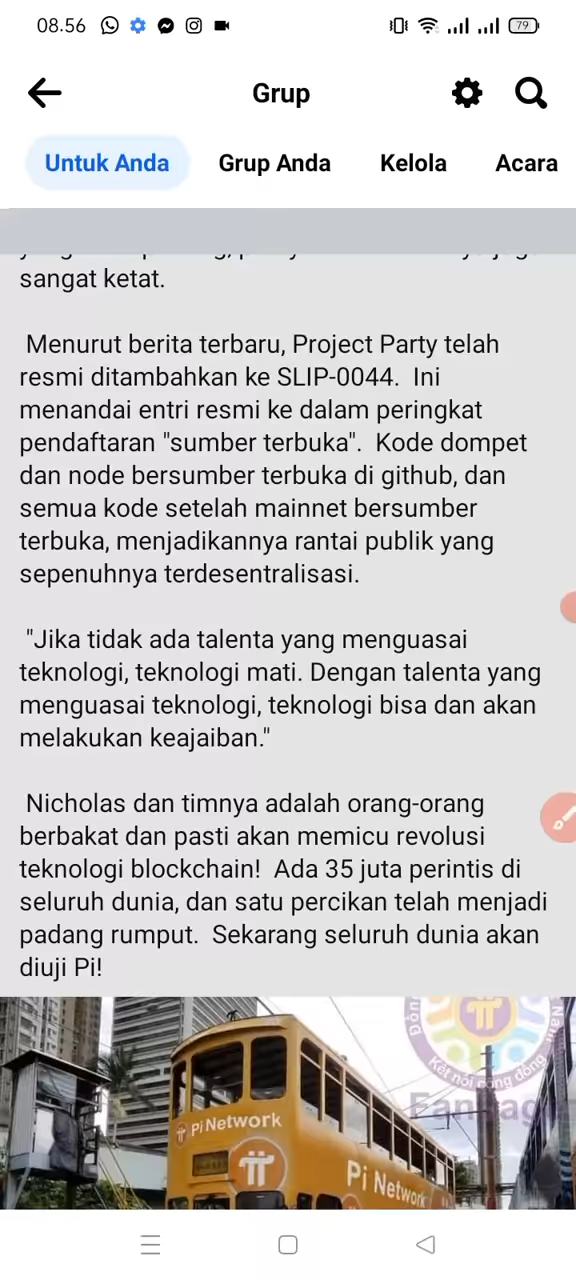 08.56
79
Grup
Untuk Anda
Grup Anda
Kelola
Acara
sangat ketat.
Menurut berita terbaru, Project Party telah
resmi ditambahkan ke SLIP-0044.  Ini
menandai entri resmi ke dalam peringkat
pendaftaran "sumber terbuka".  Kode dompet
dan node bersumber terbuka di github, dan
semua kode setelah mainnet bersumber
terbuka, menjadikannya rantai publik yang
sepenuhnya terdesentralisasi.
"Jika tidak ada talenta yang menguasai
teknologi, teknologi mati. Dengan talenta yang
menguasai teknologi, teknologi bisa dan akan
melakukan keajaiban."
Nicholas dan timnya adalah orang-orang
berbakat dan pasti akan memicu revolusi
teknologi blockchain!  Ada 35 juta perintis di
seluruh dunia, dan satu percikan telah menjadi
padang rumput.  Sekarang seluruh dunia akan
diuji Pi!
Kết nối cộng đồng
Pi Network
Pi Network